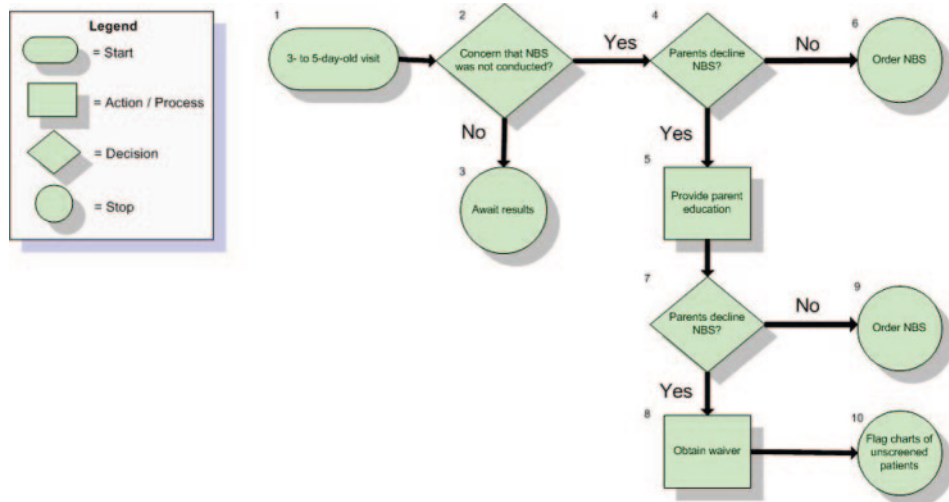 Legend
= Start
= Action / Process
= Decision
= Stop
1
3- to 5-day-old visit
2
Concern that NBS
was not conducted?
Yes
No
3
Await results
4
Parents decline
NBS?
No
6
Order NBS
Yes
5
Provide parent
education
7
Parents decline
NBS?
No
9
Order NBS
Yes
8
Obtain waiver
10
Flag charts of
unscreened
patients